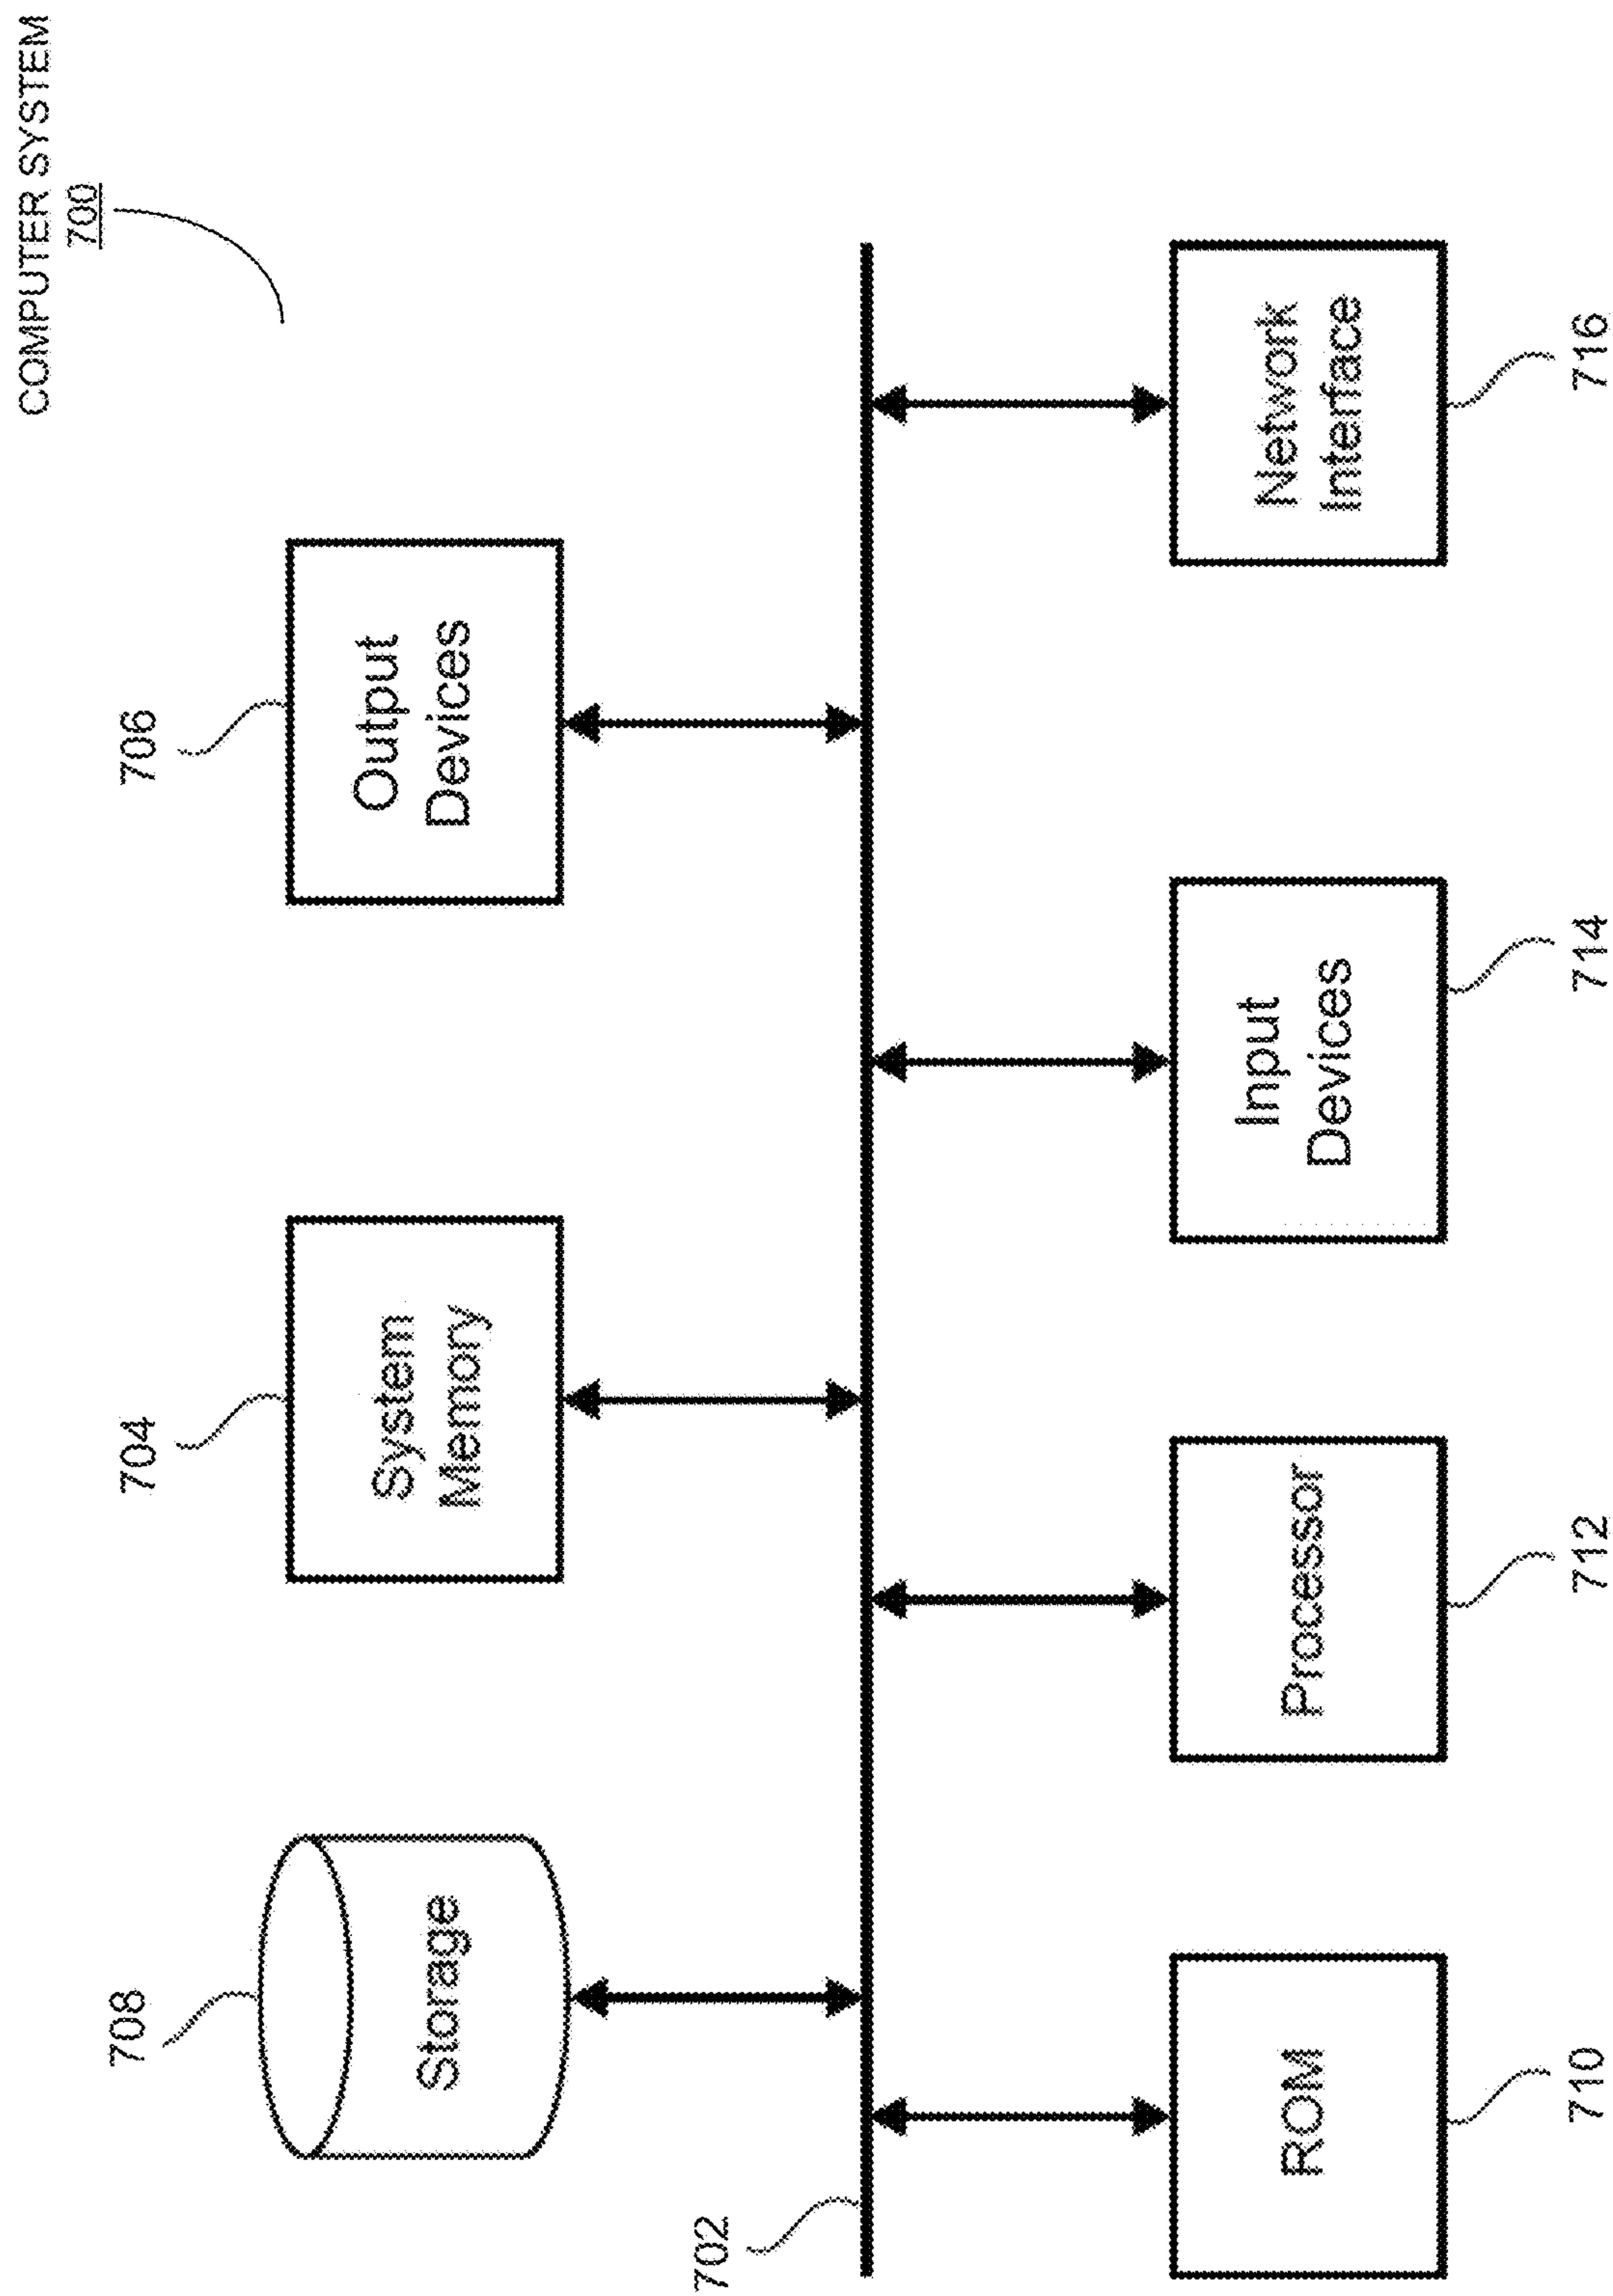 COMPUTER SYSTEM
700
708
704
706
Storage
System
Memory
Output
Devices
702
ROM
Processor
Input
Devices
Network
Interface
710
712
714
716